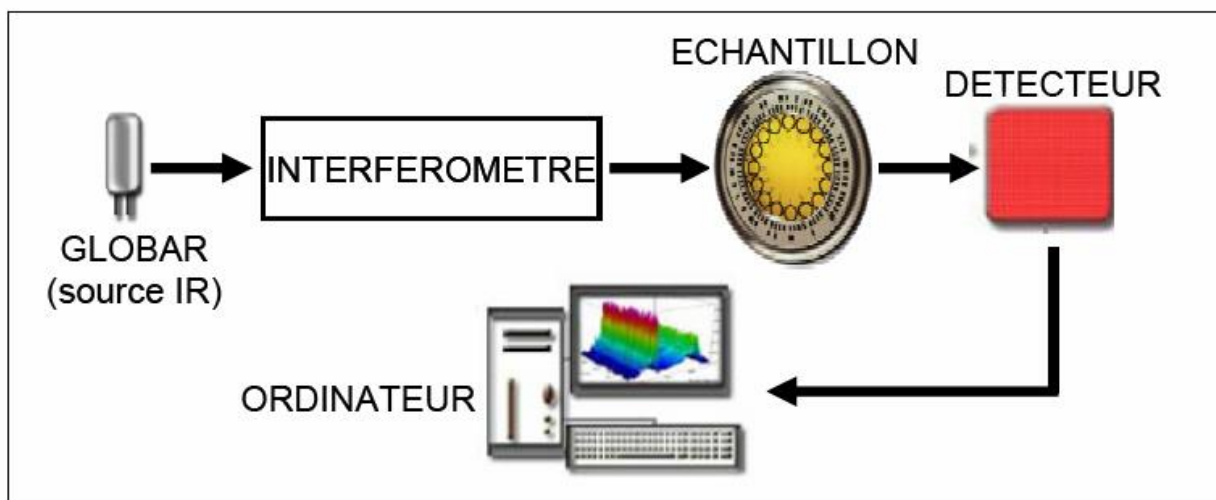 ECHANTILLON
DETECTEUR
INTERFEROMETRE
GLOBAR
(source IR)
ORDINATEUR